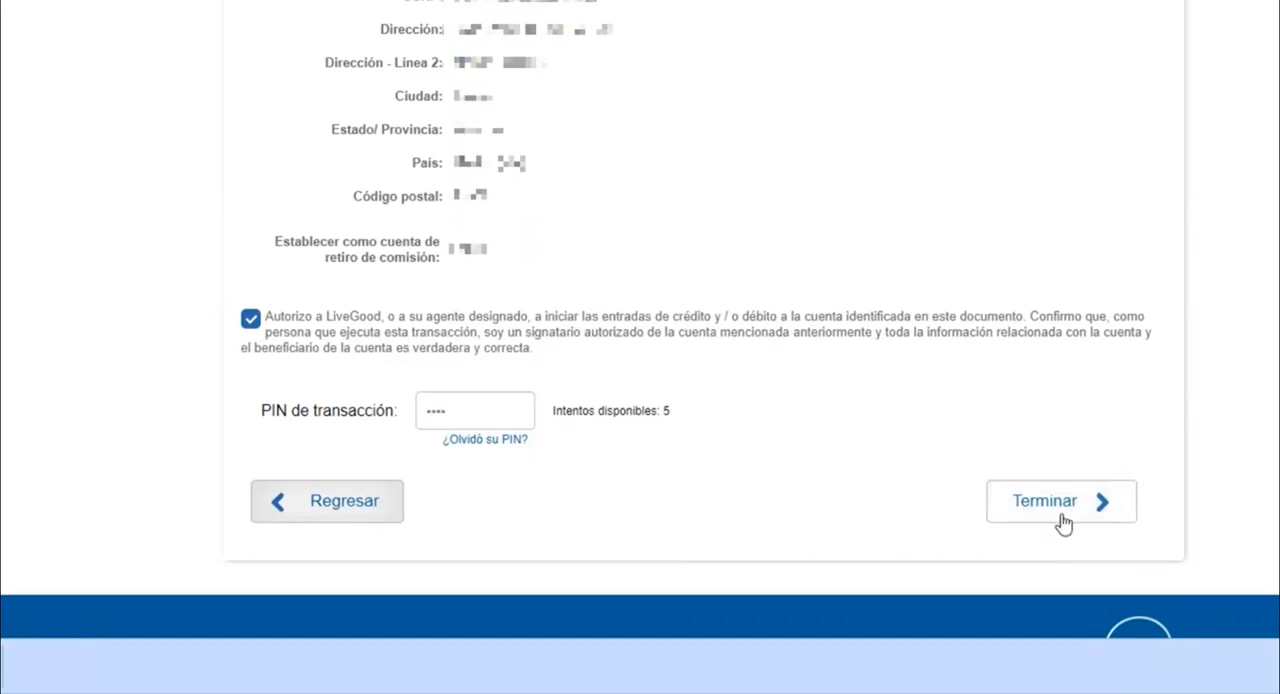 Dirección:
Dirección - Línea 2:
Ciudad:
Estado/ Provincia:
País:
Código postal:
Establecer como cuenta de
retiro de comisión:
Autorizo a LiveGood, o a su agente designado, a iniciar las entradas de crédito y / o débito a la cuenta identificada en este documento. Confirmo que, como
persona que ejecuta esta transacción, soy un signatario autorizado de la cuenta mencionada anteriormente y toda la información relacionada con la cuenta y
el beneficiario de la cuenta es verdadera y correcta.
PIN de transacción: •••• Intentos disponibles: 5
¿Olvidó su PIN?
Regresar Terminar